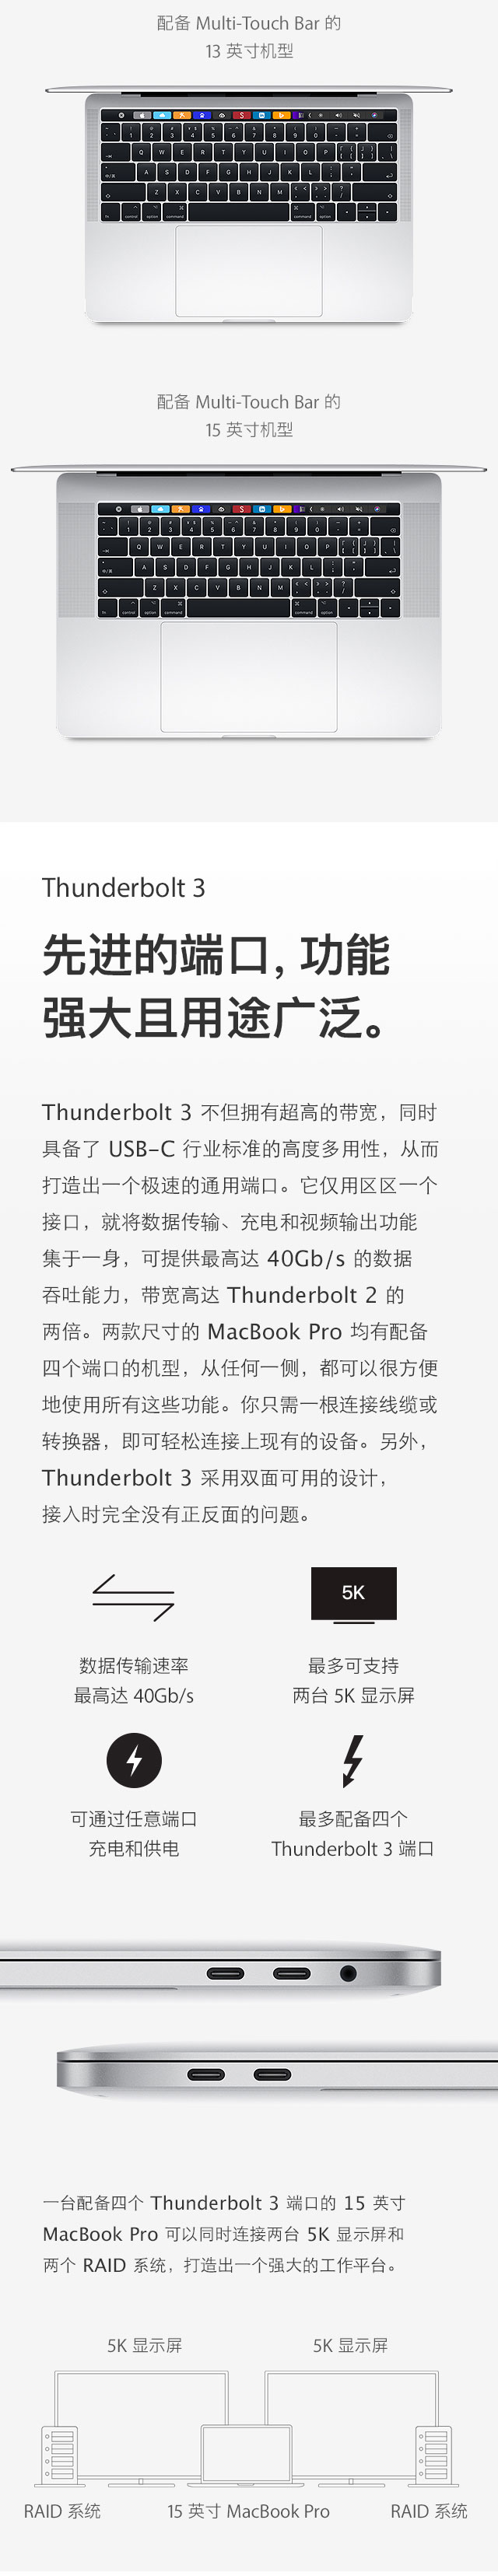 配备 Multi-Touch Bar 的
13 英寸机型
配备 Multi-Touch Bar 的
15 英寸机型
Thunderbolt 3
先进的端口, 功能
强大且用途广泛。
Thunderbolt 3 不但拥有超高的带宽，同时
具备了 USB-C 行业标准的高度多用性，从而
打造出一个极速的通用端口。它仅用区区一个
接口，就将数据传输、充电和视频输出功能
集于一身，可提供最高达 40Gb/s 的数据
吞吐能力，带宽高达 Thunderbolt 2 的
两倍。两款尺寸的 MacBook Pro 均有配备
四个端口的机型，从任何一侧，都可以很方便
地使用所有这些功能。你只需一根连接线缆或
转换器，即可轻松连接上现有的设备。另外，
Thunderbolt 3 采用双面可用的设计，
接入时完全没有正反面的问题。
5K
数据传输速率
最高达 40Gb/s
最多可支持
两台 5K 显示屏
可通过任意端口
充电和供电
最多配备四个
Thunderbolt 3 端口
一台配备四个 Thunderbolt 3 端口的 15 英寸
MacBook Pro 可以同时连接两台 5K 显示屏和
两个 RAID 系统，打造出一个强大的工作平台。
5K 显示屏
5K 显示屏
RAID 系统
15 英寸 MacBook Pro
RAID 系统